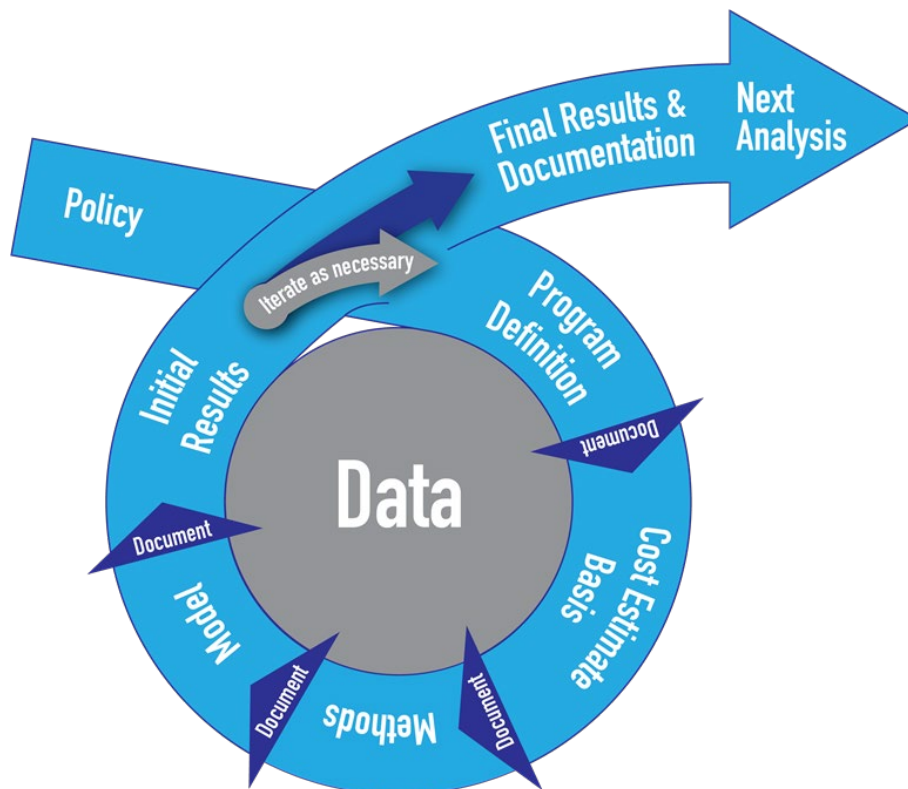 Policy
Final Results &
Documentation
Next
Analysis
Iterate as necessary
Program
Definition
Document
Cost Estimate
Basis
Document
Methods
Document
Model
Document
Initial
Results
Data